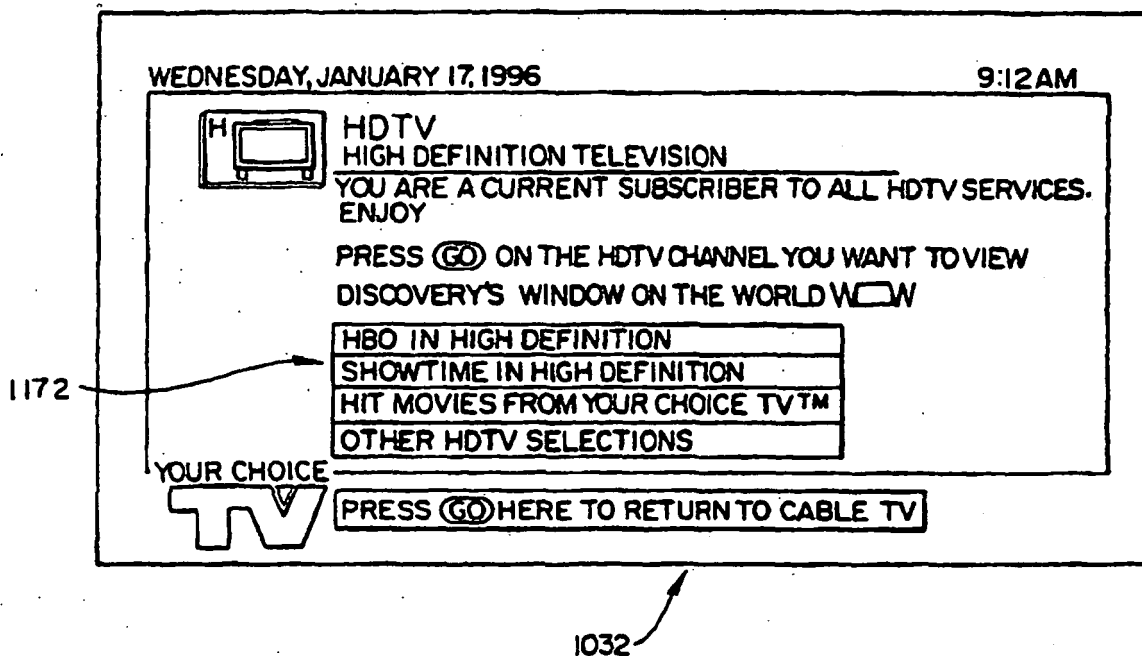 WEDNESDAY, JANUARY 17, 1996 9:12AM
H
HDTV
HIGH DEFINITION TELEVISION
YOU ARE A CURRENT SUBSCRIBER TO ALL HDTV SERVICES.
ENJOY
PRESS GO ON THE HDTV CHANNEL YOU WANT TO VIEW
DISCOVERY'S WINDOW ON THE WORLD WOW
HBO IN HIGH DEFINITION
SHOWTIME IN HIGH DEFINITION
HIT MOVIES FROM YOUR CHOICE TV™
OTHER HDTV SELECTIONS
1172
YOUR CHOICE
TV
PRESS GO HERE TO RETURN TO CABLE TV
1032